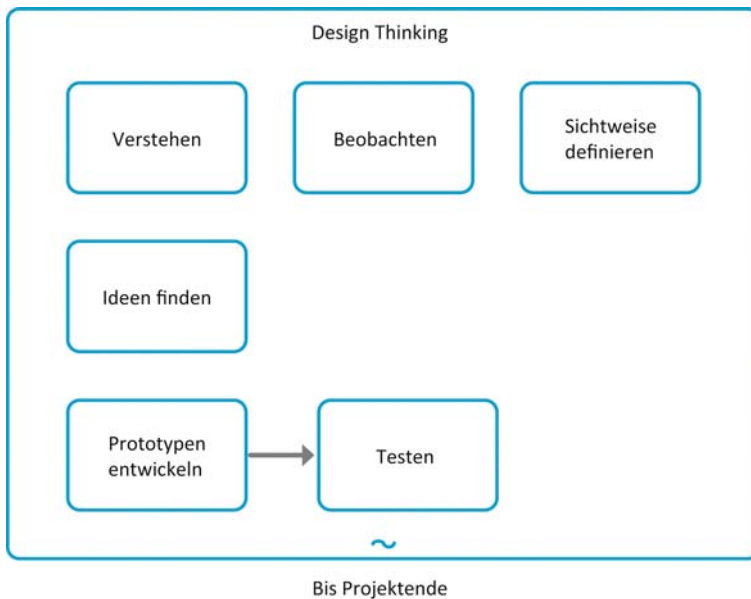 Design Thinking
Verstehen
Beobachten
Sichtweise
definieren
Ideen finden
Prototypen
entwickeln
Testen
~
Bis Projektende